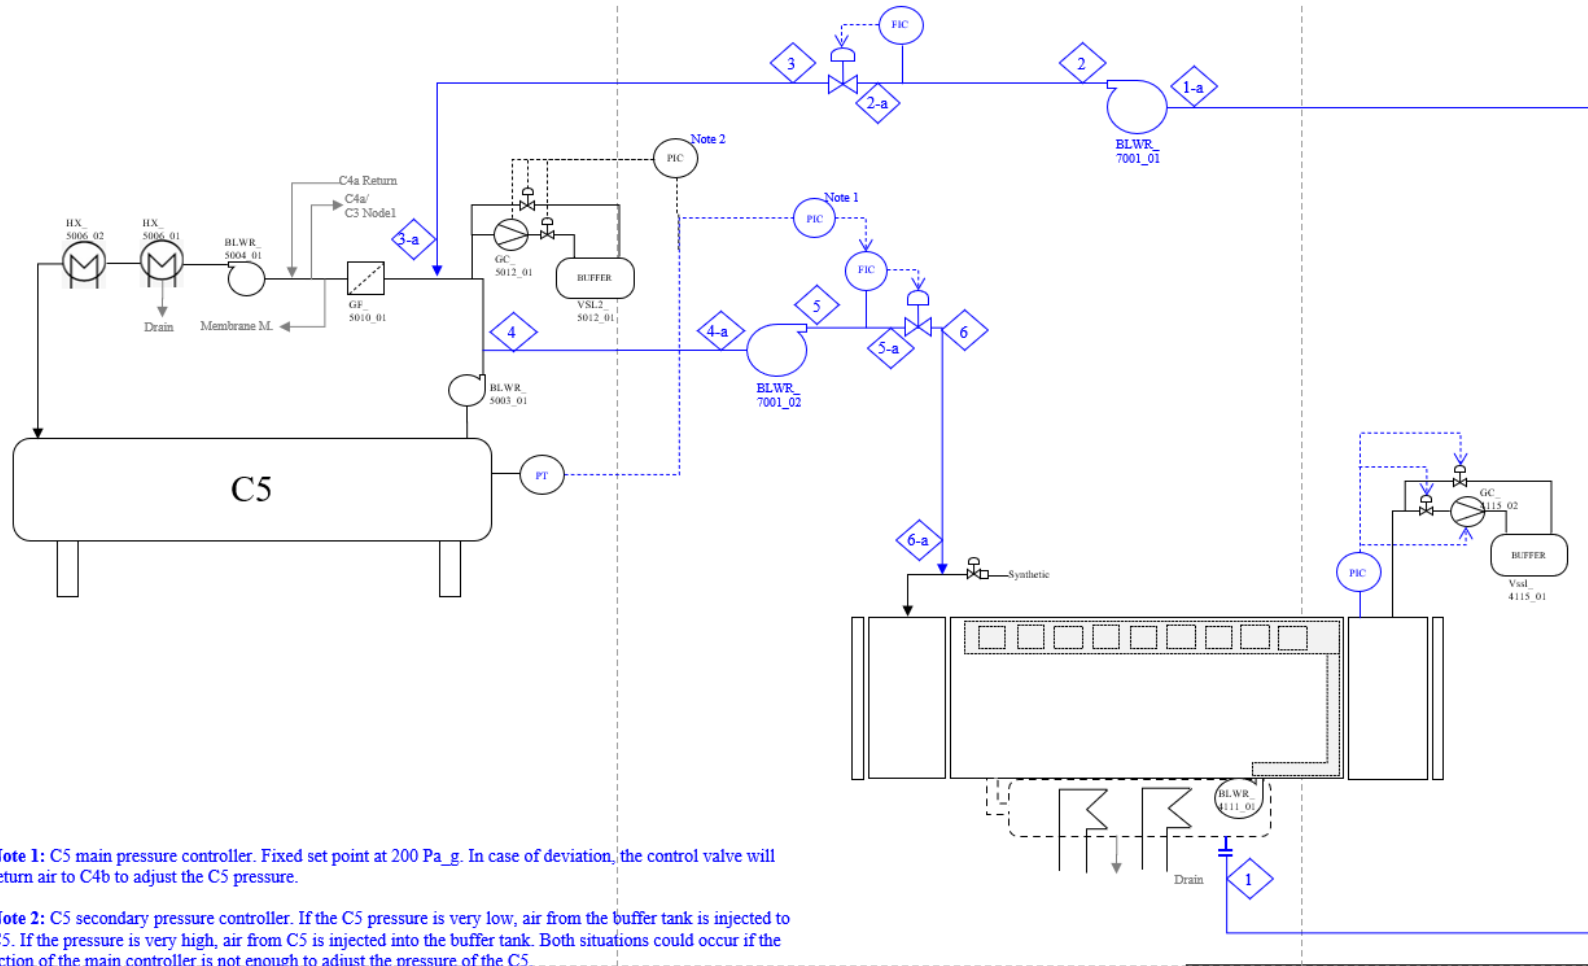 FIC
3
2
2-a
1-a
BLWR_
7001_01
Note 2
PIC
C4a Return
C4a/
C3 Node1
Note 1
PIC
HX_
5006_02
HX_
5006_01
BLWR_
5004_01
3-a
GC_
5012_01
BUFFER
VSL2_
5012_01
FIC
GF_
5010_01
Drain
Membrane M.
4
4-a
5
5-a
6
BLWR_
7001_02
BLWR_
5003_01
C5
PT
GC_
4115_02
BUFFER
Vssl_
4115_01
6-a
Synthetic
PIC
BLWR_
4111_01
Drain
1
ote 1: C5 main pressure controller. Fixed set point at 200 Pa_g. In case of deviation, the control valve will
eturn air to C4b to adjust the C5 pressure.
ote 2: C5 secondary pressure controller. If the C5 pressure is very low, air from the buffer tank is injected to
5. If the pressure is very high, air from C5 is injected into the buffer tank. Both situations could occur if the
ction of the main controller is not enough to adjust the pressure of the C5.